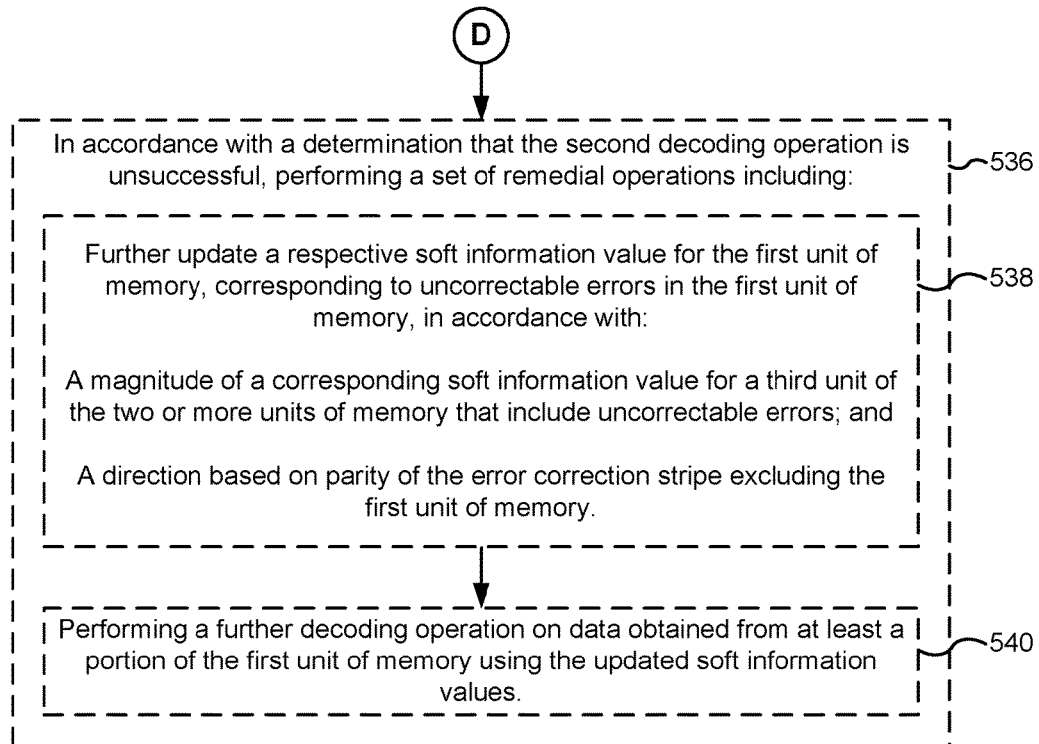 D
In accordance with a determination that the second decoding operation is
unsuccessful, performing a set of remedial operations including:
536
Further update a respective soft information value for the first unit of
memory, corresponding to uncorrectable errors in the first unit of
memory, in accordance with:
538
A magnitude of a corresponding soft information value for a third unit of
the two or more units of memory that include uncorrectable errors; and
A direction based on parity of the error correction stripe excluding the
first unit of memory.
Performing a further decoding operation on data obtained from at least a
portion of the first unit of memory using the updated soft information
values.
540